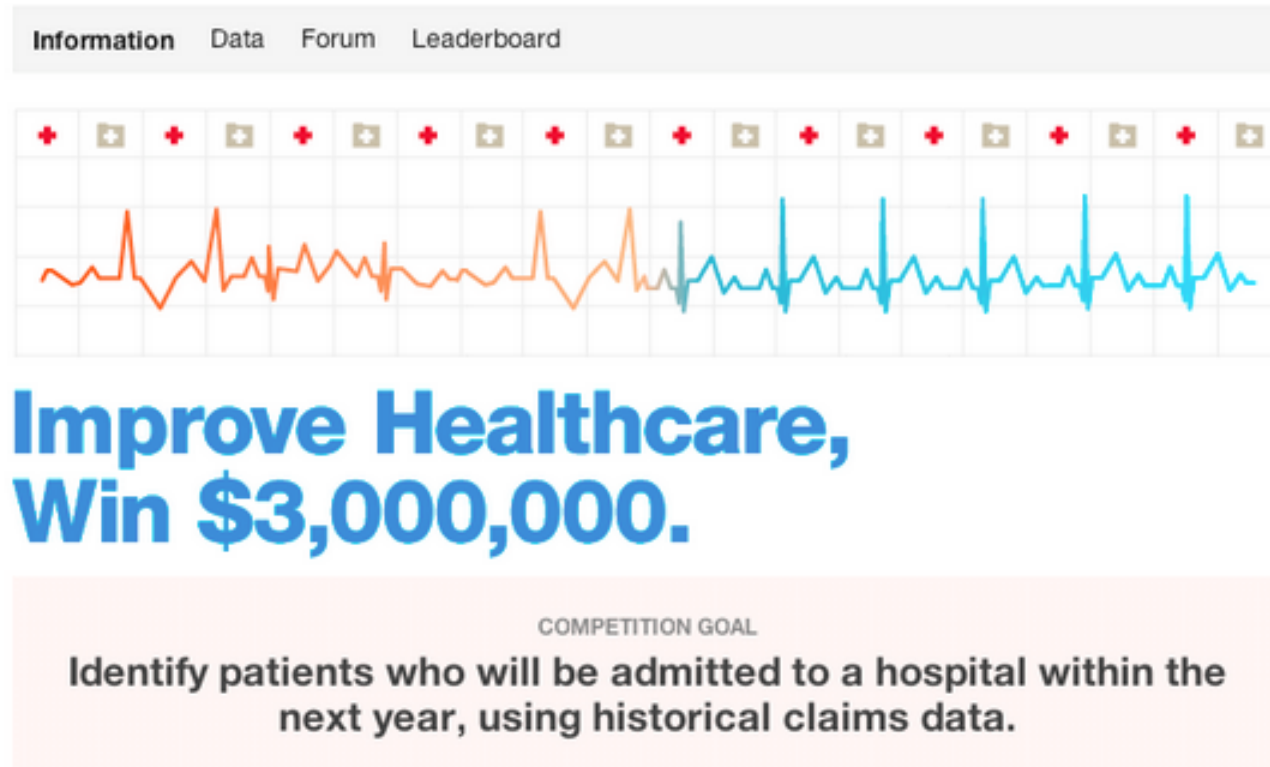 Information Data Forum Leaderboard
Improve Healthcare,
Win $3,000,000.
COMPETITION GOAL
Identify patients who will be admitted to a hospital within the
next year, using historical claims data.